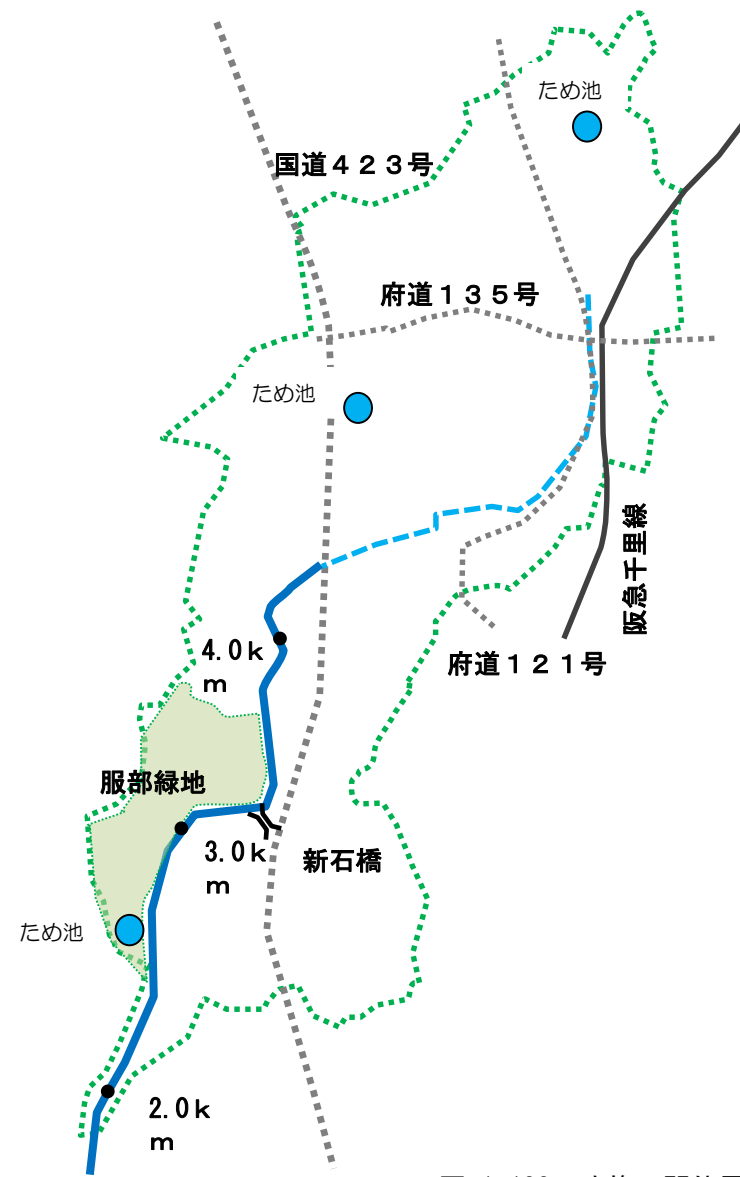 ため池
国道４２３号
府道１３５号
ため池
阪急千里線
4.0ｋ
ｍ
府道１２１号
服部緑地
3.0ｋ
ｍ
新石橋
ため池
2.0ｋ
ｍ